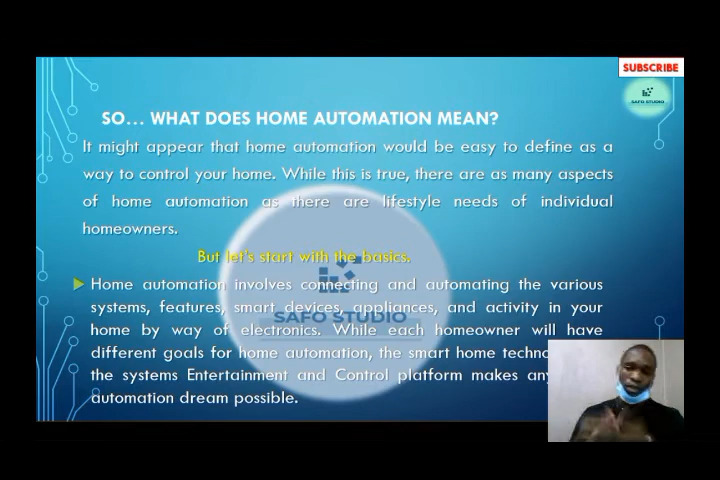 SUBSCRIBE
SAFO STUDIO
SO... WHAT DOES HOME AUTOMATION MEAN?
It might appear that home automation would be easy to define as a
way to control your home. While this is true, there are as many aspects
of home automation as there are lifestyle needs of individual
homeowners.
But let's start with the basics.
Home automation involves connecting and automating the various
systems, features, smart devices, appliances, and activity in your
SAFO STUDIO
home by way of electronics. While each homeowner will have
different goals for home automation, the smart home
the systems Entertainment and Control platform makes
automation dream possible.